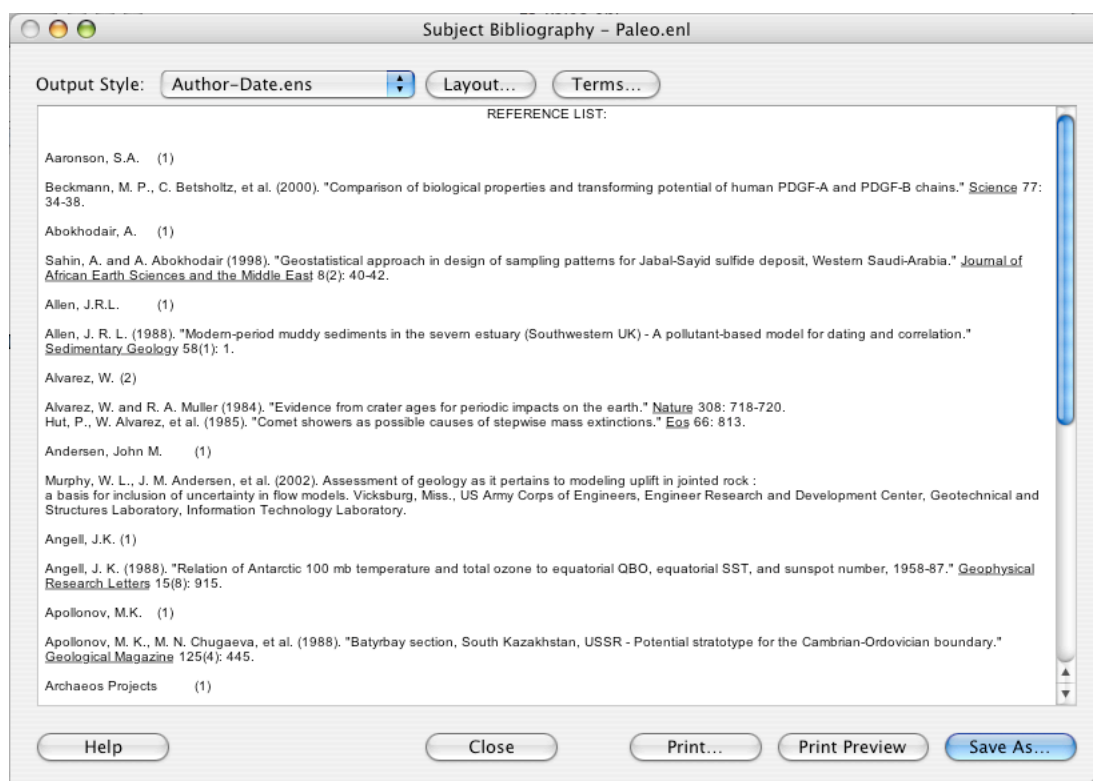 Subject Bibliography – Paleo.enl
Output Style: Author-Date.ens Layout... Terms...
REFERENCE LIST:
Aaronson, S.A. (1)
Beckmann, M. P., C. Betsholtz, et al. (2000). "Comparison of biological properties and transforming potential of human PDGF-A and PDGF-B chains." Science 77:
34-38.
Abokhodair, A. (1)
Sahin, A. and A. Abokhodair (1998). "Geostatistical approach in design of sampling patterns for Jabal-Sayid sulfide deposit, Western Saudi-Arabia." Journal of
African Earth Sciences and the Middle East 8(2): 40-42.
Allen, J.R.L. (1)
Allen, J. R. L. (1988). "Modern-period muddy sediments in the severn estuary (Southwestern UK) - A pollutant-based model for dating and correlation."
Sedimentary Geology 58(1): 1.
Alvarez, W. (2)
Alvarez, W. and R. A. Muller (1984). "Evidence from crater ages for periodic impacts on the earth." Nature 308: 718-720.
Hut, P., W. Alvarez, et al. (1985). "Comet showers as possible causes of stepwise mass extinctions." Eos 66: 813.
Andersen, John M. (1)
Murphy, W. L., J. M. Andersen, et al. (2002). Assessment of geology as it pertains to modeling uplift in jointed rock :
a basis for inclusion of uncertainty in flow models. Vicksburg, Miss., US Army Corps of Engineers, Engineer Research and Development Center, Geotechnical and
Structures Laboratory, Information Technology Laboratory.
Angell, J.K. (1)
Angell, J. K. (1988). "Relation of Antarctic 100 mb temperature and total ozone to equatorial QBO, equatorial SST, and sunspot number, 1958-87." Geophysical
Research Letters 15(8): 915.
Apollonov, M.K. (1)
Apollonov, M. K., M. N. Chugaeva, et al. (1988). "Batyrbay section, South Kazakhstan, USSR - Potential stratotype for the Cambrian-Ordovician boundary."
Geological Magazine 125(4): 445.
Archaeos Projects (1)
Help Close Print... Print Preview Save As...